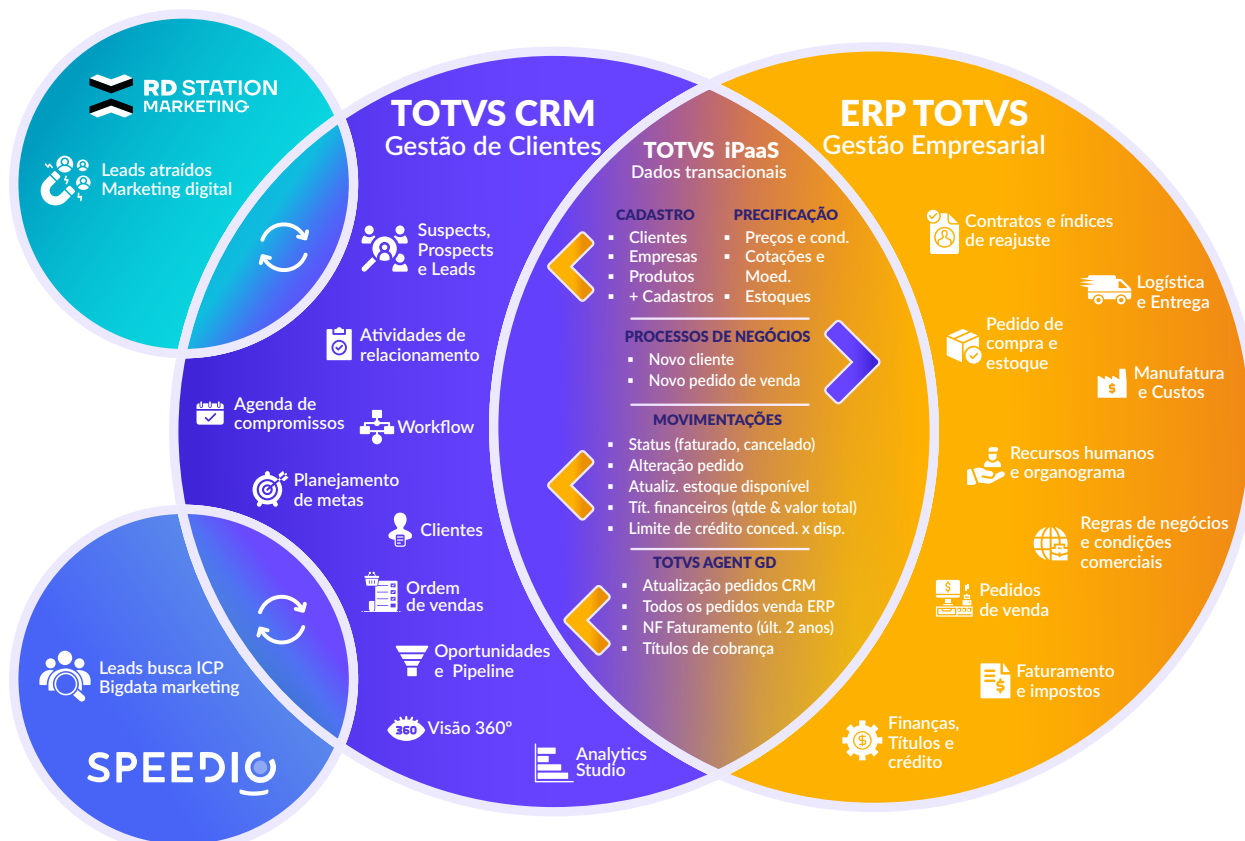 RD STATION
MARKETING
Leads atraídos
Marketing digital
TOTVS CRM
Gestão de Clientes
Suspects,
Prospects
e Leads
Atividades de
relacionamento
Agenda de
compromissos
Workflow
Planejamento
de metas
Clientes
Ordem
de vendas
Oportunidades
e Pipeline
360
Visão 360º
Analytics
Studio
Leads busca ICP
Bigdata marketing
SPEEDIO
TOTVS iPaaS
Dados transacionais
CADASTRO
▪ Clientes
▪ Empresas
▪ Produtos
▪ + Cadastros
PRECIFICAÇÃO
▪ Preços e cond.
▪ Cotações e
Moed.
▪ Estoques
PROCESSOS DE NEGÓCIOS
▪ Novo cliente
▪ Novo pedido de venda
MOVIMENTAÇÕES
▪ Status (faturado, cancelado)
▪ Alteração pedido
▪ Atualiz. estoque disponível
▪ Tít. financeiros (qtde & valor total)
▪ Limite de crédito conced. x disp.
TOTVS AGENT GD
▪ Atualização pedidos CRM
▪ Todos os pedidos venda ERP
▪ NF Faturamento (últ. 2 anos)
▪ Títulos de cobrança
ERP TOTVS
Gestão Empresarial
Contratos e índices
de reajuste
Logística
e Entrega
Pedido de
compra e
estoque
Manufatura
e Custos
Recursos humanos
e organograma
Regras de negócios
e condições
comerciais
Pedidos
de venda
Faturamento
e impostos
Finanças,
Títulos e
crédito